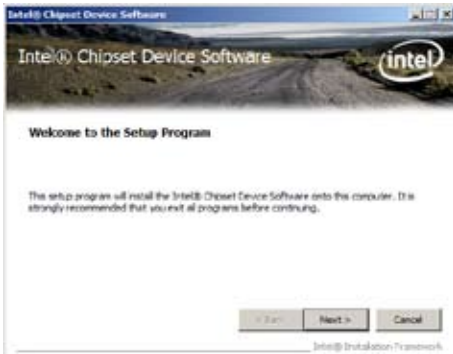 Intel® Chipset Device Software
Intel® Chipset Device Software
intel
Welcome to the Setup Program
This setup program will install the Intel® Chipset Device Software onto this computer. It is
strongly recommended that you exit all programs before continuing.
< Back
Next >
Cancel
Intel® Installation Framework